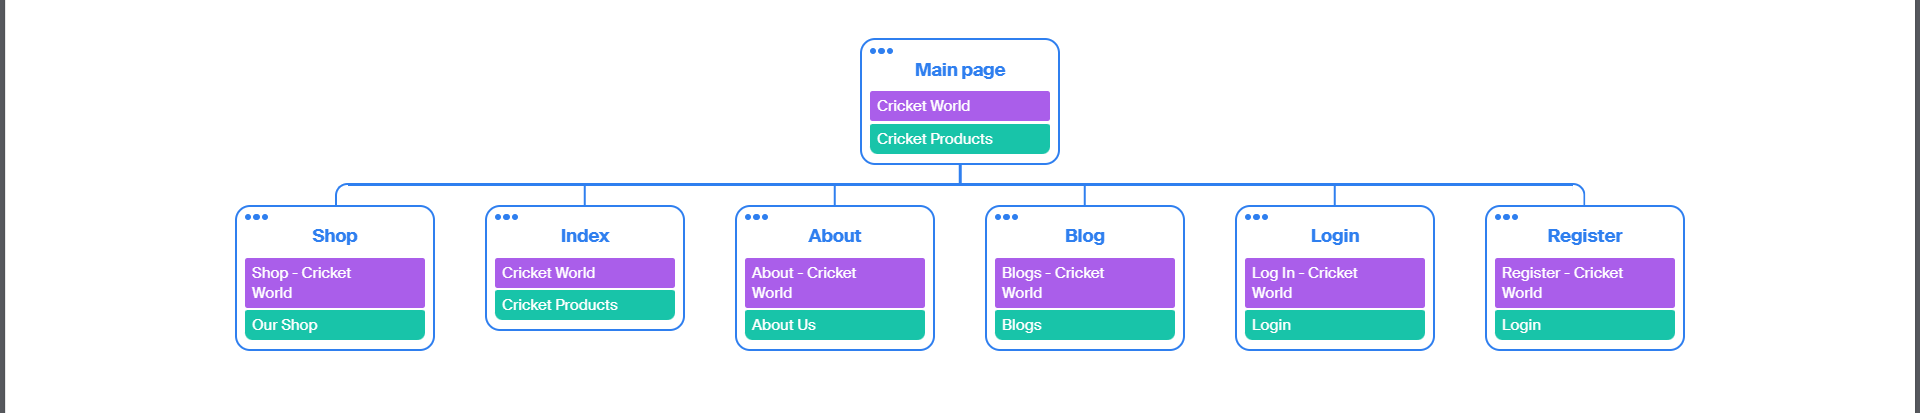 Main page
Cricket World
Cricket Products
Shop
Shop - Cricket
World
Our Shop
Index
Cricket World
Cricket Products
About
About - Cricket
World
About Us
Blog
Blogs - Cricket
World
Blogs
Login
Log In - Cricket
World
Login
Register
Register - Cricket
World
Login